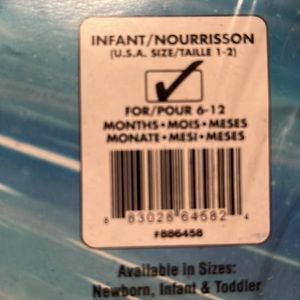 INFANT/NOURRISSON
(U.S.A. SIZE/TAILLE 1-2)
FOR/POUR 6-12
MONTHS•MOIS•MESES
MONATE•MESI•MESES
8 83028 64582 4
#886458
Available in Sizes:
Newborn, Infant & Toddler